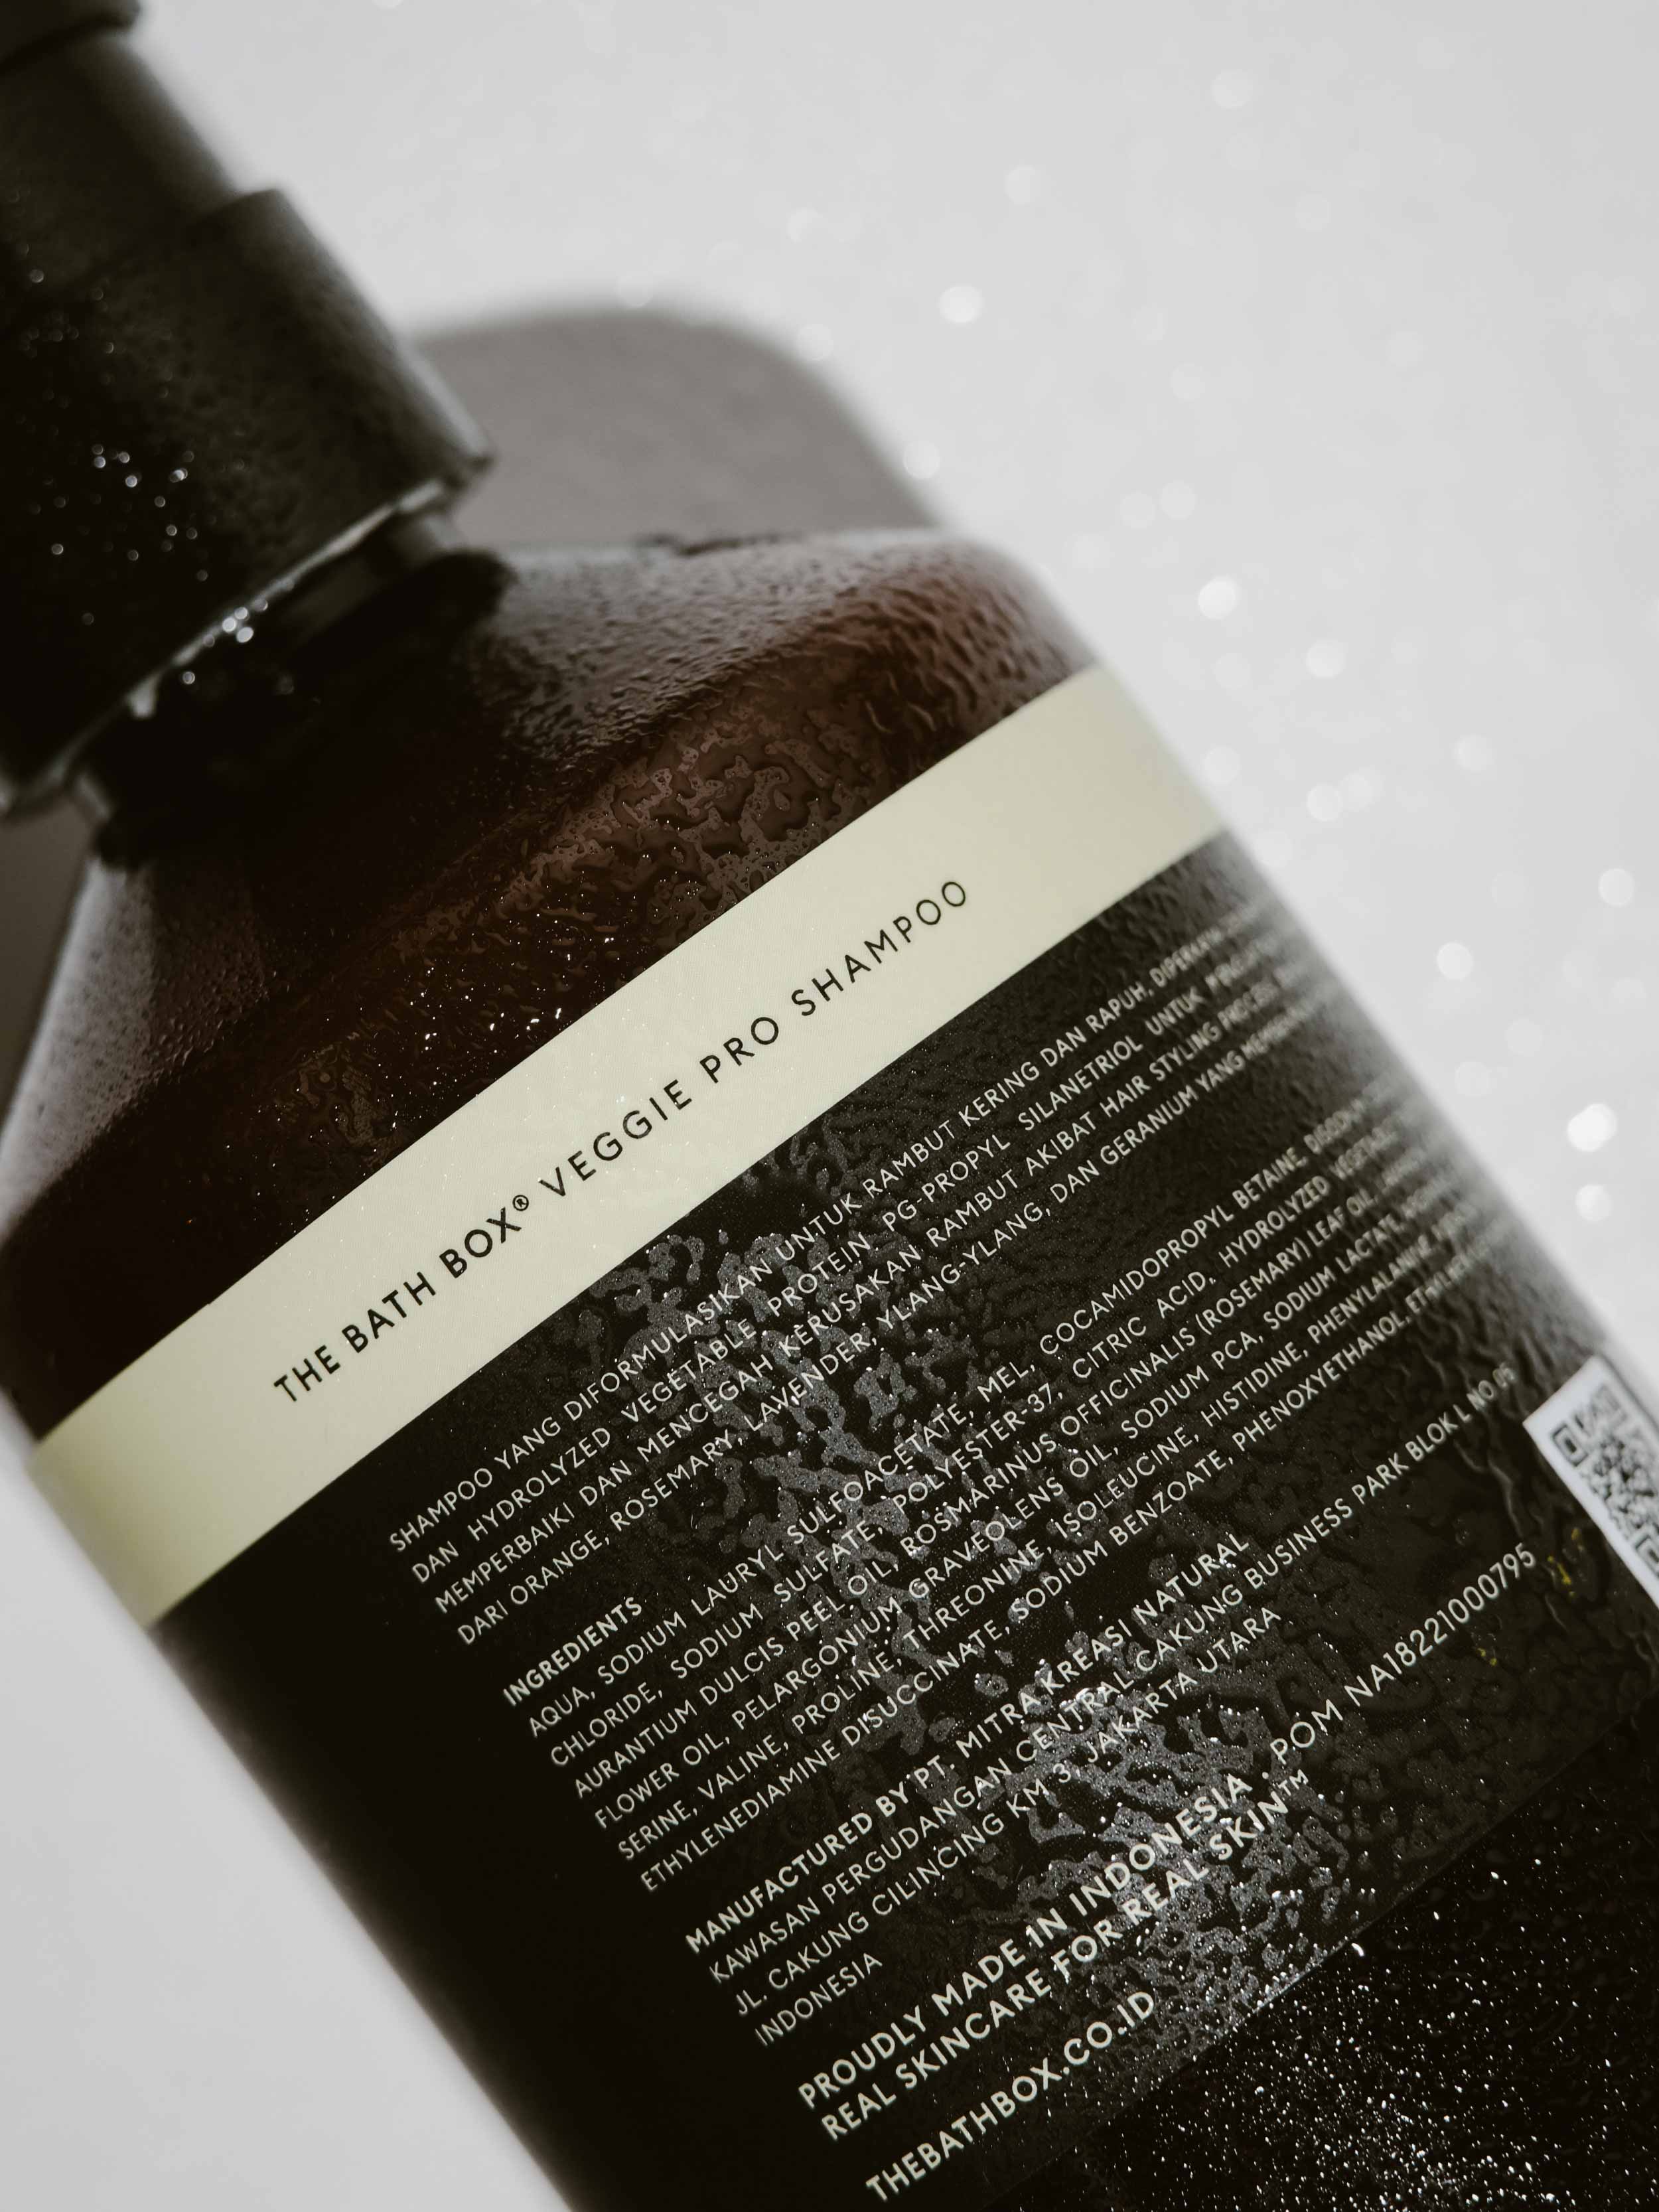 THE BATH BOX® VEGGIE PRO SHAMPOO
SHAMPOO YANG DIFORMULASIKAN UNTUK RAMBUT KERING DAN RAPUH,
DAN HYDROLYZED VEGETABLE PROTEIN PG-PROPYL SILANETRIOL UNTUK
MEMPERBAIKI DAN MENCEGAH KERUSAKAN RAMBUT AKIBAT HAIR STYLING
DARI ORANGE, ROSEMARY, LAVENDER, YLANG-YLANG, DAN GERANIUM YANG
INGREDIENTS
AQUA, SODIUM LAURYL SULFOACETATE, MEL, COCAMIDOPROPYL BETAINE,
CHLORIDE, SODIUM SULFATE, POLYESTER-37, CITRIC ACID, HYDROLYZED
AURANTIUM DULCIS PEEL OIL, ROSMARINUS OFFICINALIS (ROSEMARY) LEAF OIL,
FLOWER OIL, PELARGONIUM GRAVEOLENS OIL, SODIUM PCA, SODIUM LACTATE,
SERINE, VALINE, PROLINE, THREONINE, ISOLEUCINE, HISTIDINE, PHENYLALANINE,
ETHYLENEDIAMINE DISUCCINATE, SODIUM BENZOATE, PHENOXYETHANOL,
MANUFACTURED BY PT. MITRA KREASI NATURAL
KAWASAN PERGUDANGAN CENTRAL CAKUNG BUSINESS PARK BLOK L NO
JL. CAKUNG CILINCING KM 3, JAKARTA UTARA
INDONESIA
PROUDLY MADE IN INDONESIA . POM NA18221000795
REAL SKINCARE FOR REAL SKIN™
THEBATHBOX.CO.ID